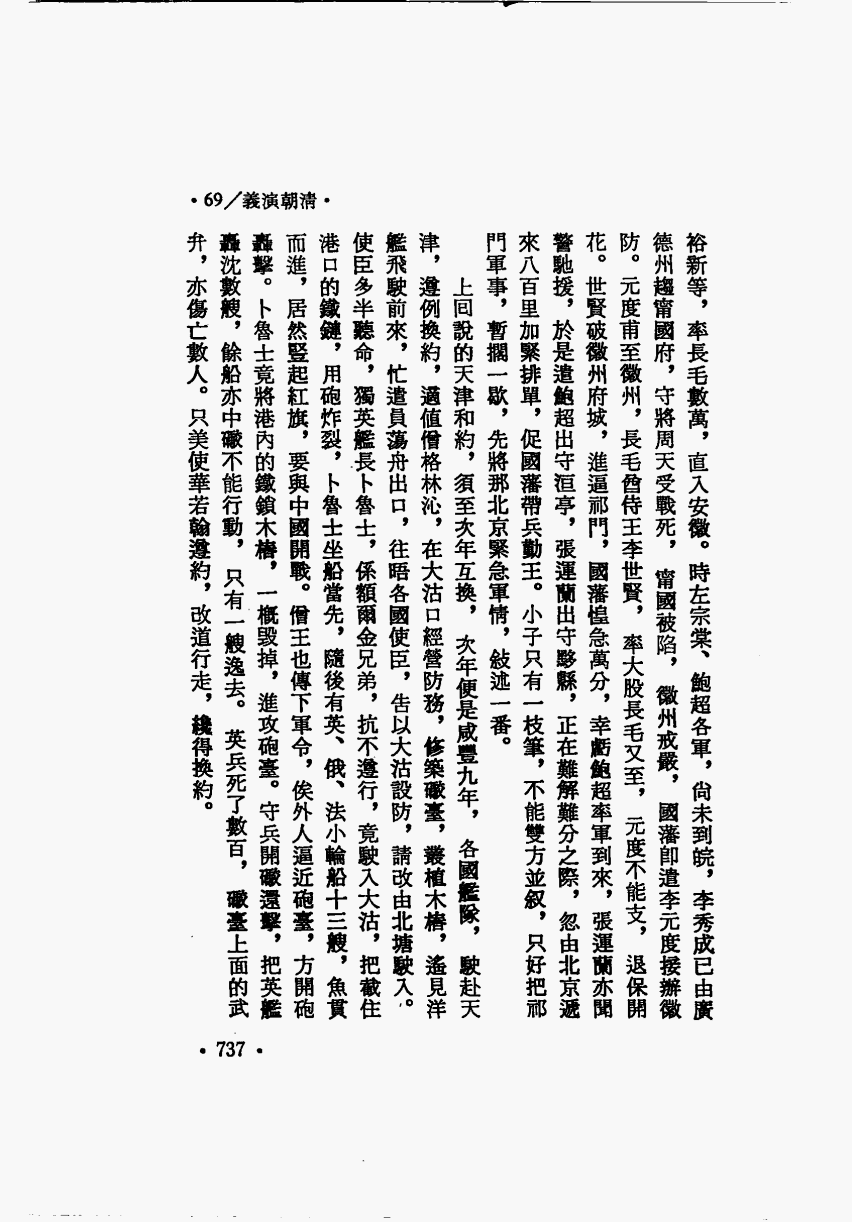 •69／義演朝清•
裕新等，率長毛數萬，直入安徽。時左宗棠、鮑超各軍，尙未到皖，李秀成已由廣
德州趨甯國府，守將周天受戰死，甯國被陷，徽州戒嚴，國藩卽遣李元度接辦徽
防。元度甫至徽州，長毛酋侍王李世賢，率大股長毛又至，元度不能支，退保開
花。世賢破徽州府城，進逼祁門，國藩惶急萬分，幸虧鮑超率軍到來，張運蘭亦聞
警馳援，於是遣鮑超出守洹亭，張運蘭出守黟縣，正在難解難分之際，忽由北京遞
來八百里加緊排單，促國藩帶兵勤王。小子只有一枝筆，不能雙方並叙，只好把祁
門軍事，暫擱一歇，先將那北京緊急軍情，敍述一番。
上回說的天津和約，須至次年互換，次年便是咸豐九年，各國艦隊，駛赴天
津，遵例換約，適值僧格林沁，在大沽口經營防務，修築礮臺，叢植木樁，遙見洋
艦飛駛前來，忙遣員蕩舟出口，往晤各國使臣，吿以大沽設防，請改由北塘駛入。
使臣多半聽命，獨英艦長卜魯士，係額爾金兄弟，抗不遵行，竟駛入大沽，把截住
港口的鐵鏈，用砲炸裂，卜魯士坐船當先，隨後有英、俄、法小輪船十三艘，魚貫
而進，居然豎起紅旗，要與中國開戰。僧王也傳下軍令，俟外人逼近砲臺，方開砲
轟擊。卜魯士竟將港內的鐵鎖木樁，一槪毀掉，進攻砲臺。守兵開礮還擊，把英艦
轟沈數艘，餘船亦中礮不能行動，只有一艘逸去。英兵死了數百，礮臺上面的武
弁，亦傷亡數人。只美使華若翰遵約，改道行走，纔得換約。
•737•